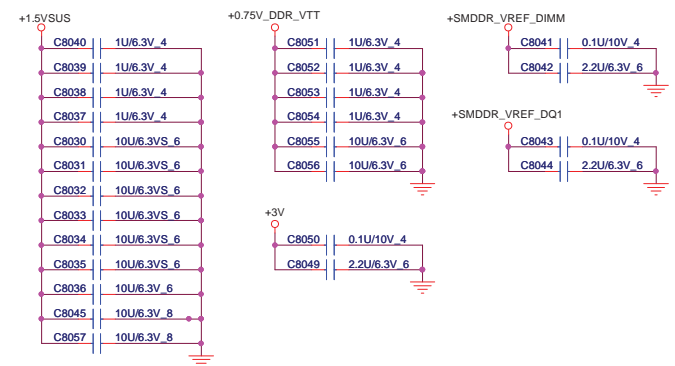 +1.5VSUS
C8040 1U/6.3V_4
C8039 1U/6.3V_4
C8038 1U/6.3V_4
C8037 1U/6.3V_4
C8030 10U/6.3VS_6
C8031 10U/6.3VS_6
C8032 10U/6.3VS_6
C8033 10U/6.3VS_6
C8034 10U/6.3VS_6
C8035 10U/6.3VS_6
C8036 10U/6.3V_6
C8045 10U/6.3V_8
C8057 10U/6.3V_8
+0.75V_DDR_VTT
C8051 1U/6.3V_4
C8052 1U/6.3V_4
C8053 1U/6.3V_4
C8054 1U/6.3V_4
C8055 10U/6.3V_6
C8056 10U/6.3V_6
+3V
C8050 0.1U/10V_4
C8049 2.2U/6.3V_6
+SMDDR_VREF_DIMM
C8041 0.1U/10V_4
C8042 2.2U/6.3V_6
+SMDDR_VREF_DQ1
C8043 0.1U/10V_4
C8044 2.2U/6.3V_6